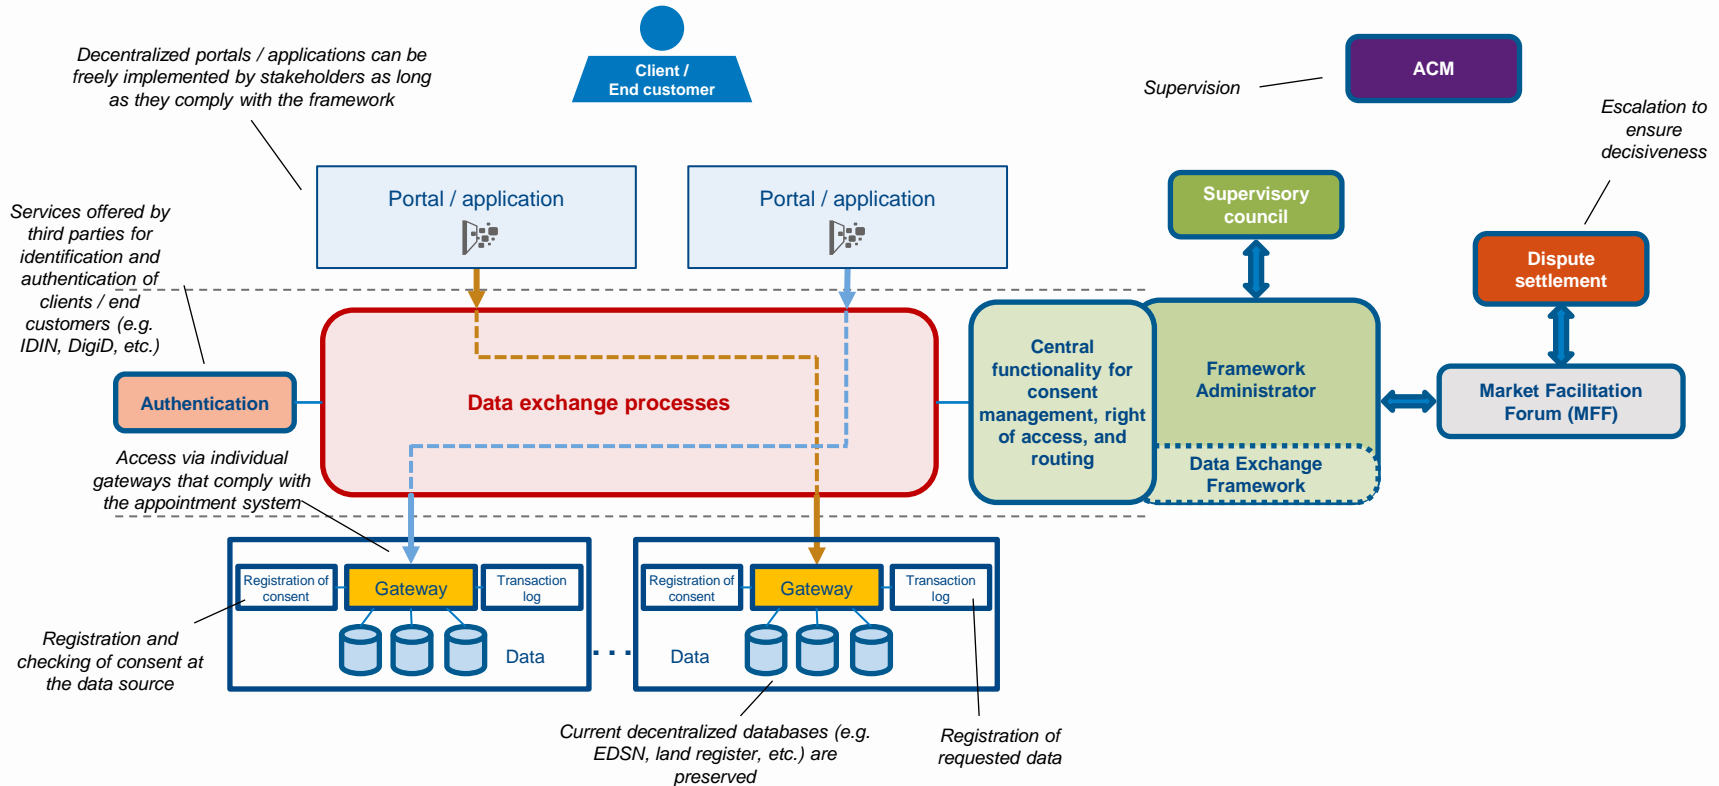 Decentralized portals / applications can be
freely implemented by stakeholders as long
as they comply with the framework
Client /
End customer
Supervision
ACM
Escalation to
ensure
decisiveness
Services offered by
third parties for
identification and
authentication of
clients / end
customers (e.g.
IDIN, DigiD, etc.)
Portal / application
Portal / application
Supervisory
council
Dispute
settlement
Authentication
Data exchange processes
Central
functionality for
consent
management, right
of access, and
routing
Framework
Administrator
Data Exchange
Framework
Market Facilitation
Forum (MFF)
Access via individual
gateways that comply with
the appointment system
Registration of
consent
Gateway
Transaction
log
Data
...
Registration of
consent
Gateway
Transaction
log
Data
Registration and
checking of consent at
the data source
Current decentralized databases (e.g.
EDSN, land register, etc.) are
preserved
Registration of
requested data